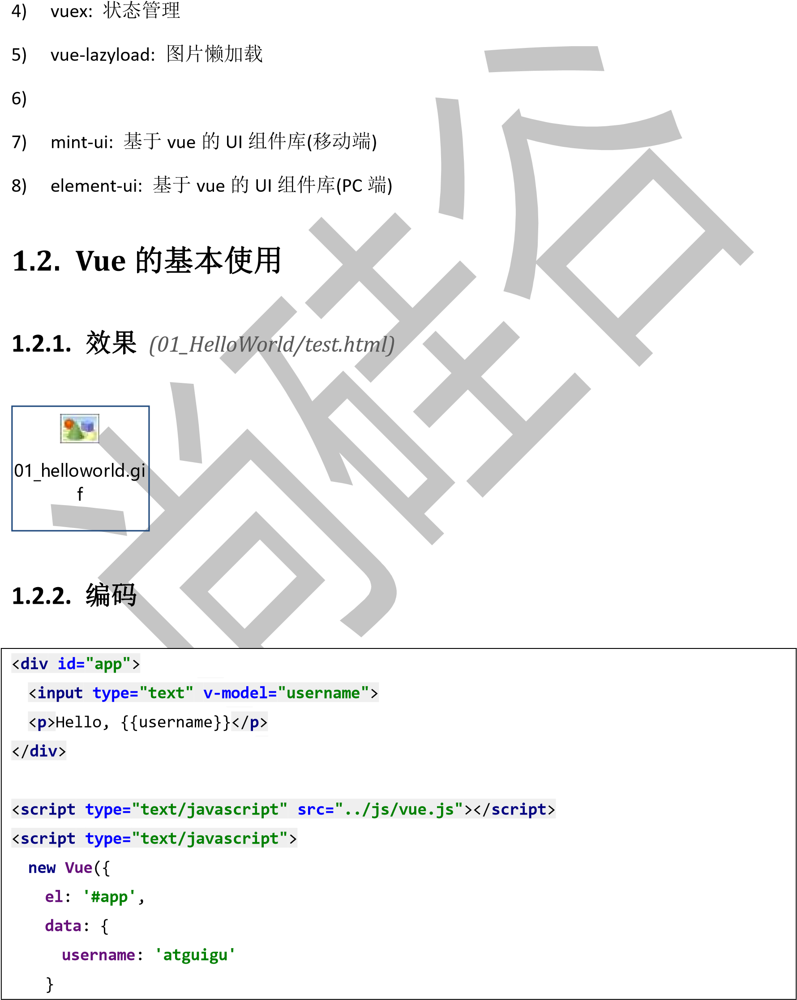 4) vuex: 状态管理
5) vue-lazyload: 图片懒加载
6)
7) mint-ui: 基于 vue 的 UI 组件库(移动端)
8) element-ui: 基于 vue 的 UI 组件库(PC 端)
1.2. Vue 的基本使用
1.2.1. 效果 (01_HelloWorld/test.html)
01_helloworld.gi
f
1.2.2. 编码
<div id="app">
  <input type="text" v-model="username">
  <p>Hello, {{username}}</p>
</div>
<script type="text/javascript" src="../js/vue.js"></script>
<script type="text/javascript">
  new Vue({
    el: '#app',
    data: {
      username: 'atguigu'
    }
尚硅谷